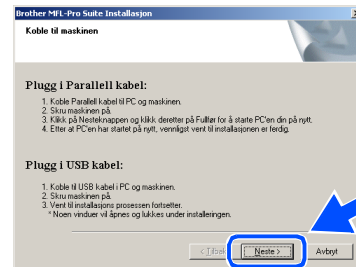 Brother MFL-Pro Suite Installasjon
Koble til maskinen
Plugg i Parallell kabel:
1. Koble Parallell kabel til PC og maskinen.
2. Skru maskinen på.
3. Klikk på Nesteknappen og klikk deretter på Fullfør for å starte PC'en din på nytt.
4. Etter at PC'en har startet på nytt, vennligst vent til installasjonen er ferdig.
Plugg i USB kabel:
1. Koble til USB kabel i PC og maskinen.
2. Skru maskinen på.
3. Vent til installasjons prosessen fortsetter.
* Noen vinduer vil åpnes og lukkes under installeringen.
Neste >
Avbryt